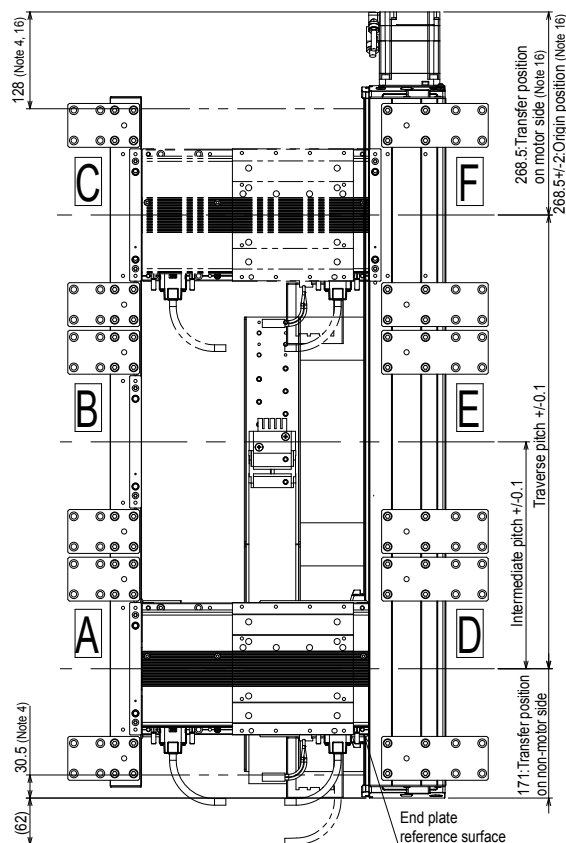 128 (Note 4, 16)
268.5:Transfer position
on motor side (Note 16)
268.5+/-2:Origin position (Note 16)
C
F
B
E
Intermediate pitch +/-0.1
Traverse pitch +/-0.1
A
D
30.5 (Note 4)
171:Transfer position
on non-motor side
(62)
End plate
reference surface